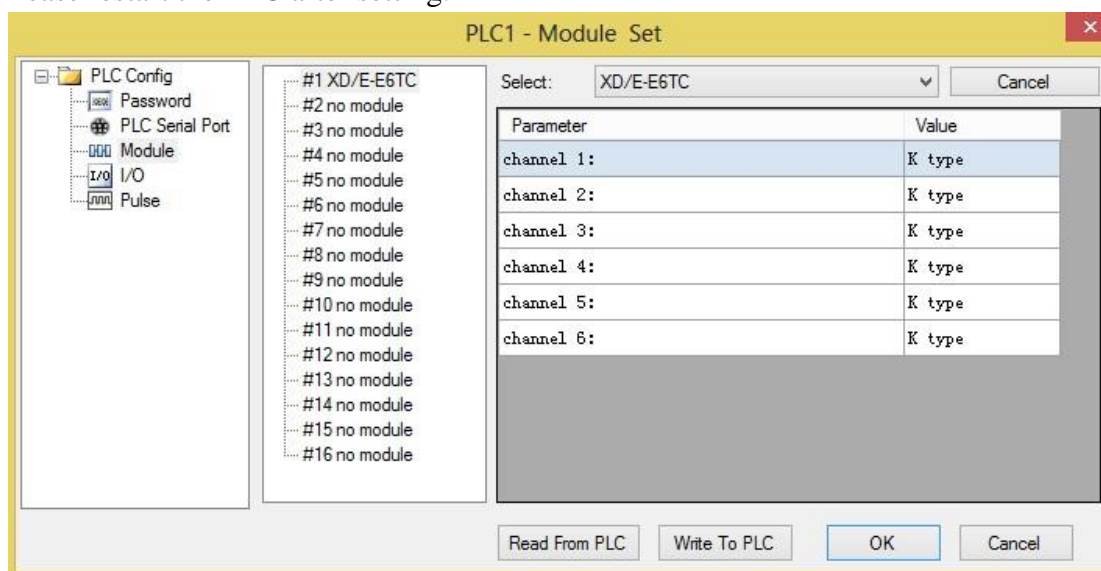 PLC1 - Module Set
PLC Config
Password
PLC Serial Port
Module
I/O
I/O
Pulse
#1 XD/E-E6TC
#2 no module
#3 no module
#4 no module
#5 no module
#6 no module
#7 no module
#8 no module
#9 no module
#10 no module
#11 no module
#12 no module
#13 no module
#14 no module
#15 no module
#16 no module
Select: XD/E-E6TC Cancel
Parameter Value
channel 1: K type
channel 2: K type
channel 3: K type
channel 4: K type
channel 5: K type
channel 6: K type
Read From PLC Write To PLC OK Cancel